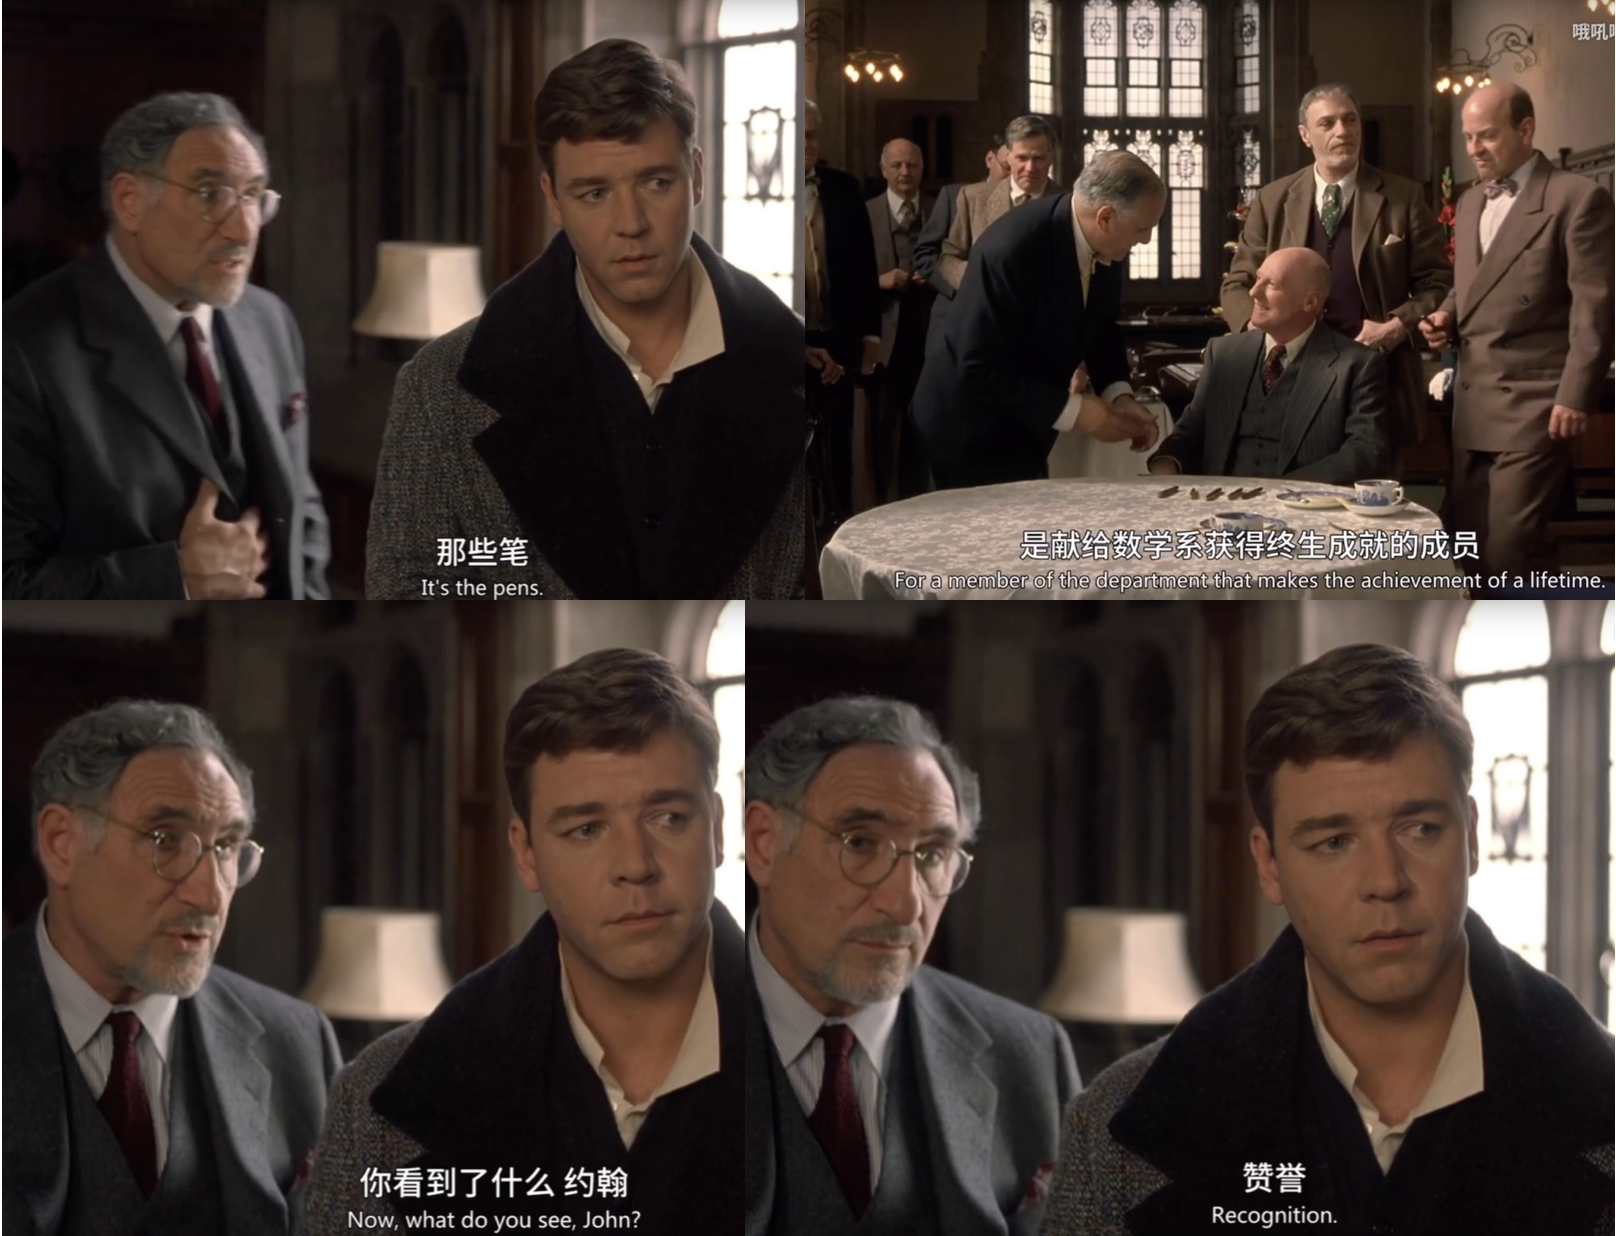 那些笔
It's the pens.
哦吼
是献给数学系获得终生成就的成员
For a member of the department that makes the achievement of a lifetime.
你看到了什么 约翰
Now, what do you see, John?
赞誉
Recognition.